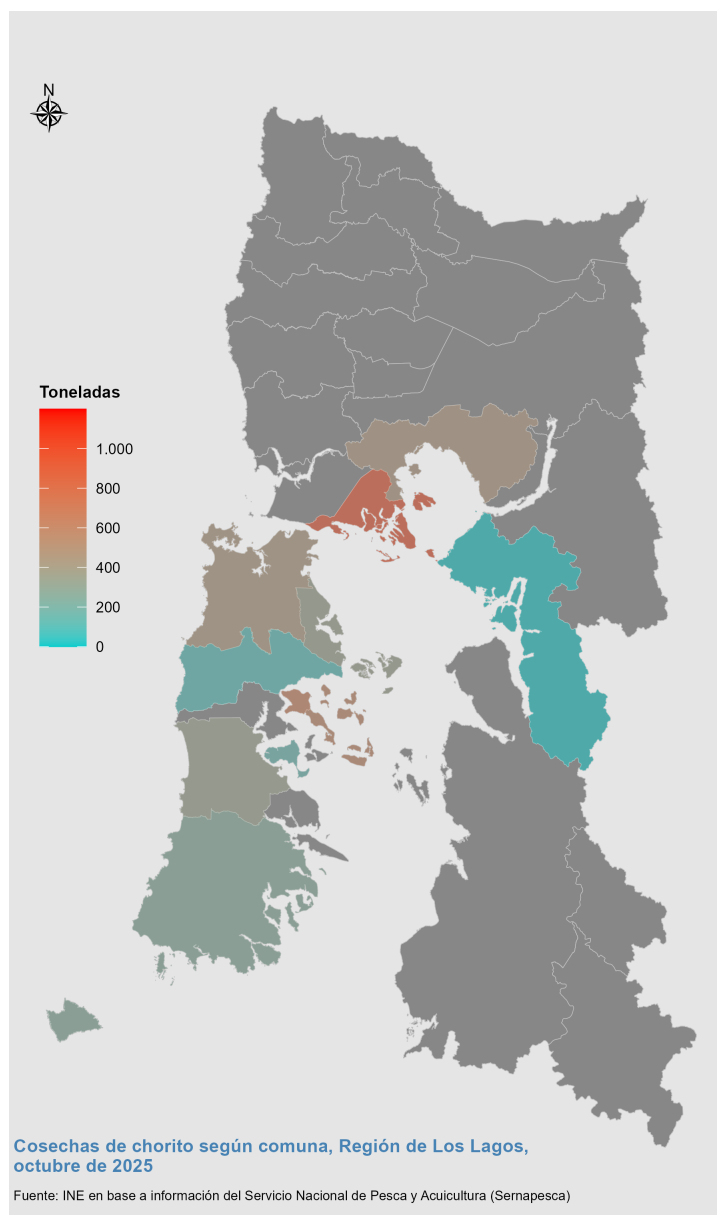 N
Toneladas
1.000
800
600
400
200
0
Cosechas de chorito según comuna, Región de Los Lagos,
octubre de 2025
Fuente: INE en base a información del Servicio Nacional de Pesca y Acuicultura (Sernapesca)